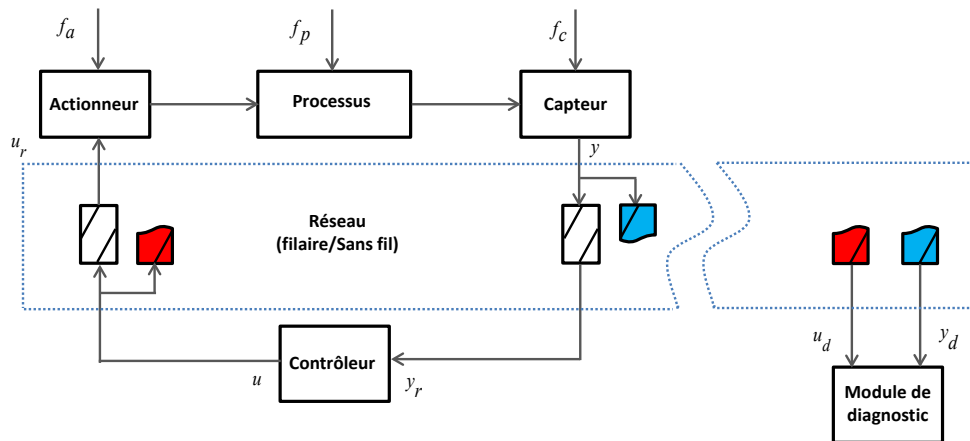 f_a
f_p
f_c
Actionneur
Processus
Capteur
u_r
y
Réseau
(filaire/Sans fil)
Contrôleur
u
y_r
u_d
y_d
Module de
diagnostic